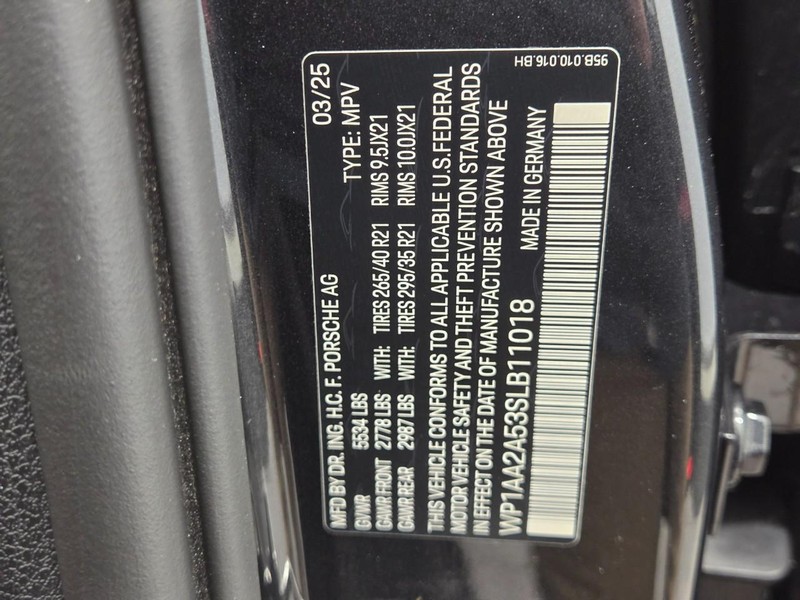 MFD BY DR. ING. H.C. F. PORSCHE AG 03/25
GVWR 5534 LBS TYPE: MPV
GAWR FRONT 2778 LBS WITH: TIRES 265/40 R21 RIMS 9.5JX21
GAWR REAR 2987 LBS WITH: TIRES 295/35 R21 RIMS 10.0JX21
THIS VEHICLE CONFORMS TO ALL APPLICABLE U.S.FEDERAL
MOTOR VEHICLE SAFETY AND THEFT PREVENTION STANDARDS
IN EFFECT ON DATE OF MANUFACTURE SHOWN ABOVE
WP1AA2A53SLB11018 MADE IN GERMANY
95B.010.016.BH